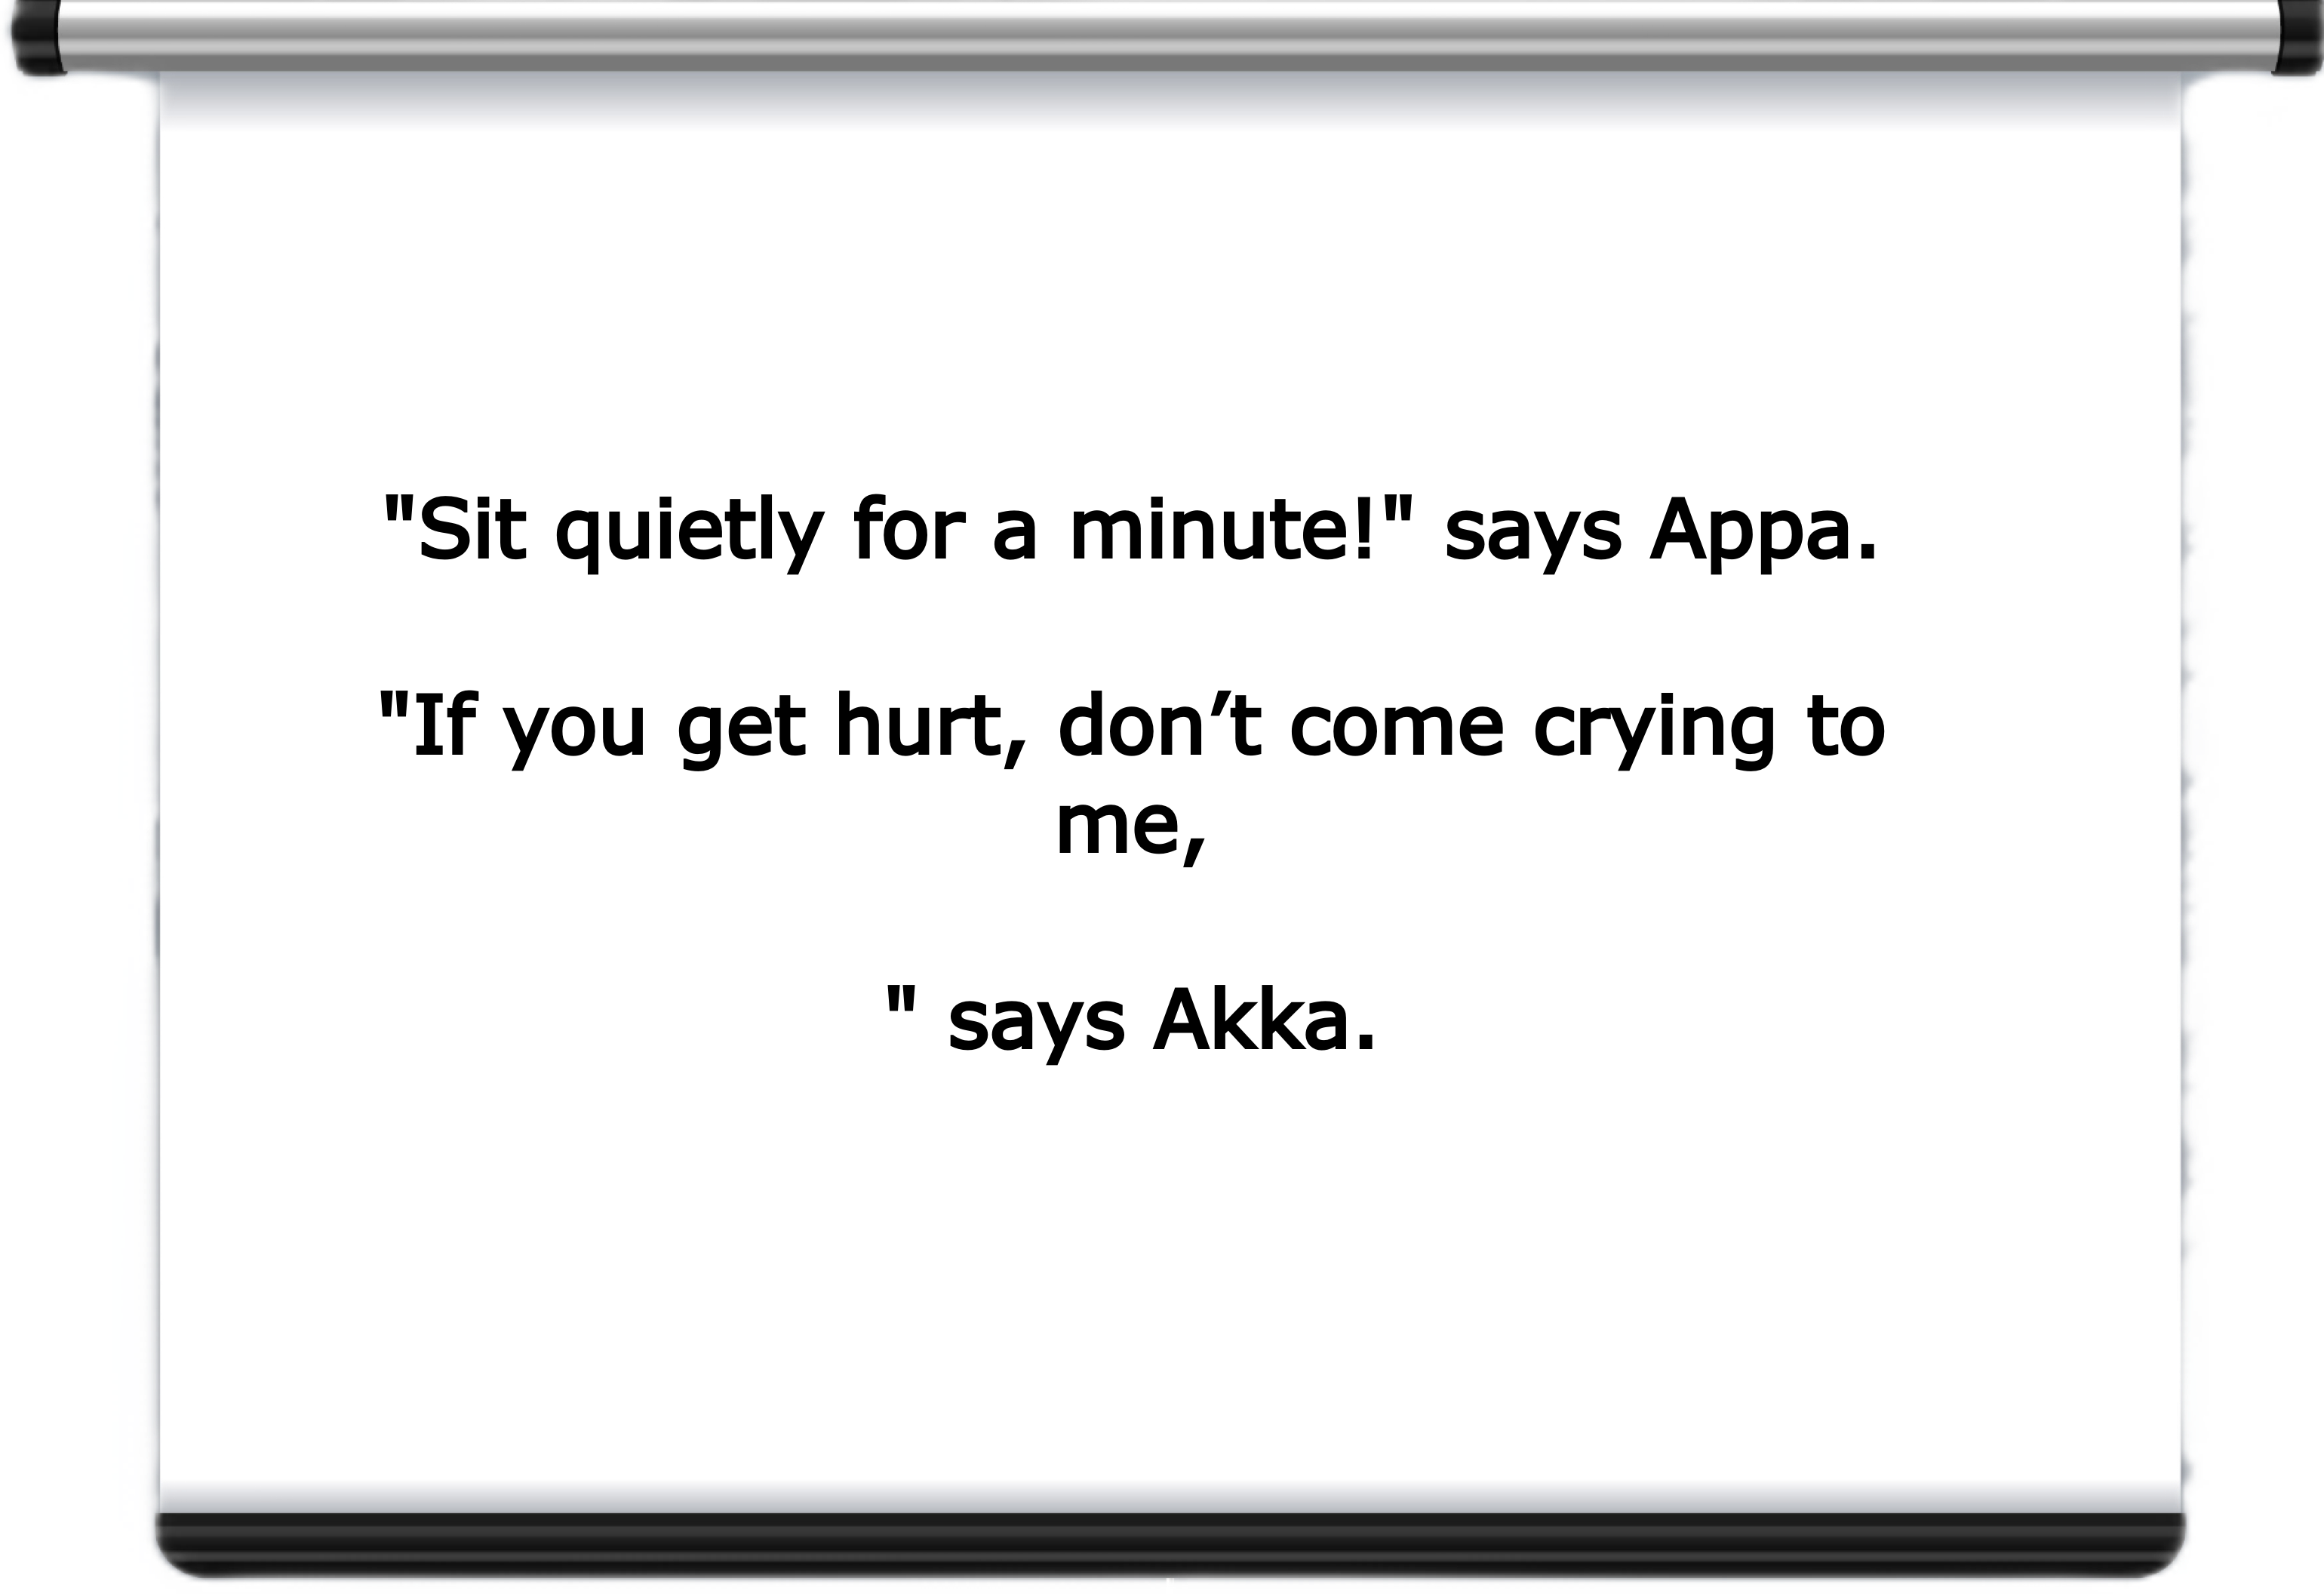 "Sit quietly for a minute!" says Appa.
"If you get hurt, don’t come crying to
me,
" says Akka.